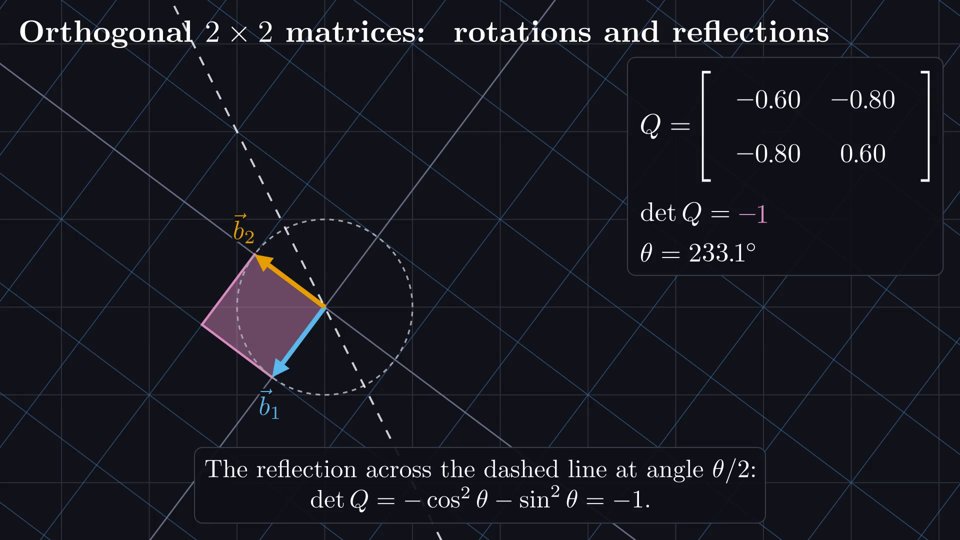 Orthogonal 2 × 2 matrices: rotations and reflections
Q = [ −0.60 −0.80
−0.80 0.60 ]
det Q = −1
θ = 233.1°
b⃗₂
b⃗₁
The reflection across the dashed line at angle θ/2:
det Q = − cos² θ − sin² θ = −1.